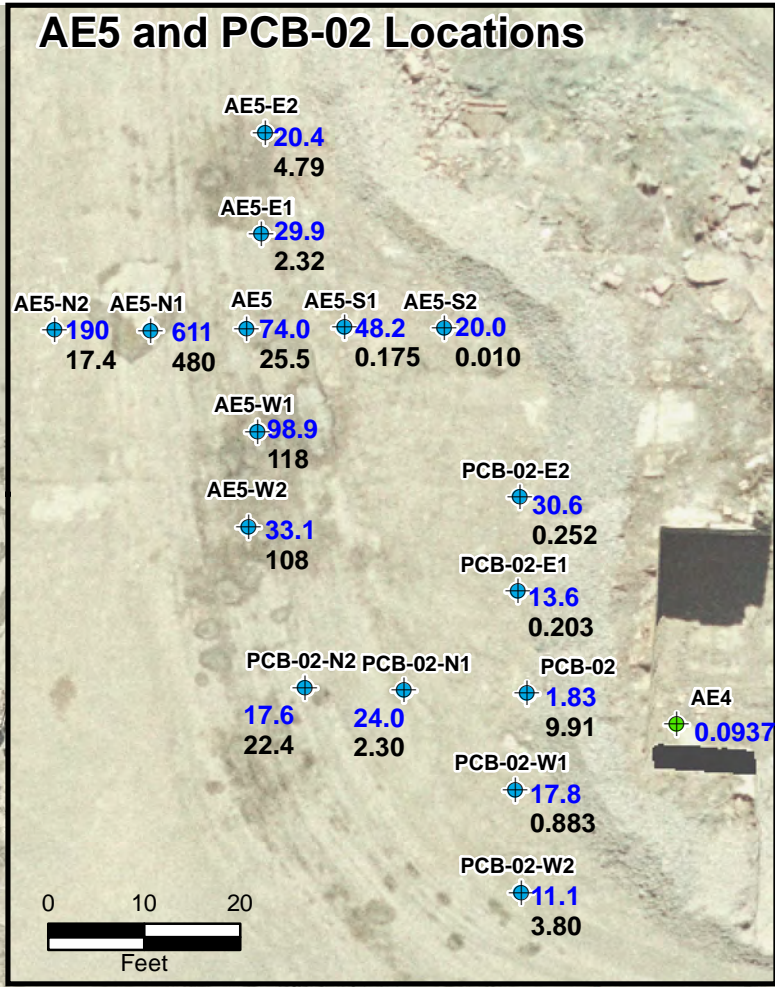 AE5 and PCB-02 Locations
AE5-E2
20.4
4.79
AE5-E1
29.9
2.32
AE5-N2
190
17.4
AE5-N1
611
480
AE5
74.0
25.5
AE5-S1
48.2
0.175
AE5-S2
20.0
0.010
AE5-W1
98.9
118
AE5-W2
33.1
108
PCB-02-E2
30.6
0.252
PCB-02-E1
13.6
0.203
PCB-02-N2
17.6
22.4
PCB-02-N1
24.0
2.30
PCB-02
1.83
9.91
AE4
0.0937
PCB-02-W1
17.8
0.883
PCB-02-W2
11.1
3.80
0 10 20
Feet